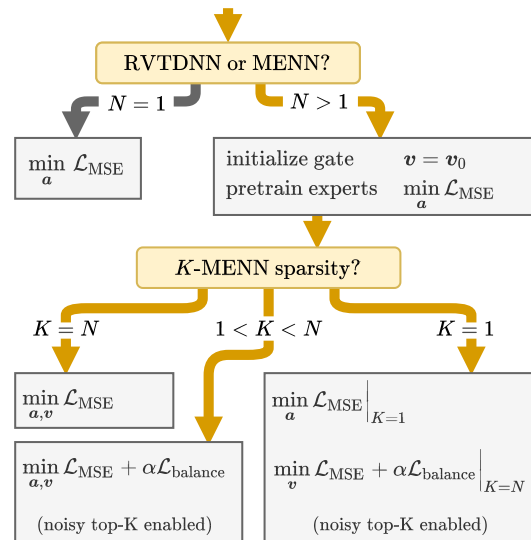 RVTDNN or MENN?
N = 1
N > 1
min_a L_MSE
initialize gate v = v_0
pretrain experts min_a L_MSE
K-MENN sparsity?
K = N
1 < K < N
K = 1
min_{a,v} L_MSE
min_{a,v} L_MSE + αL_balance
(noisy top-K enabled)
min_a L_MSE |_{K=1}
min_v L_MSE + αL_balance |_{K=N}
(noisy top-K enabled)